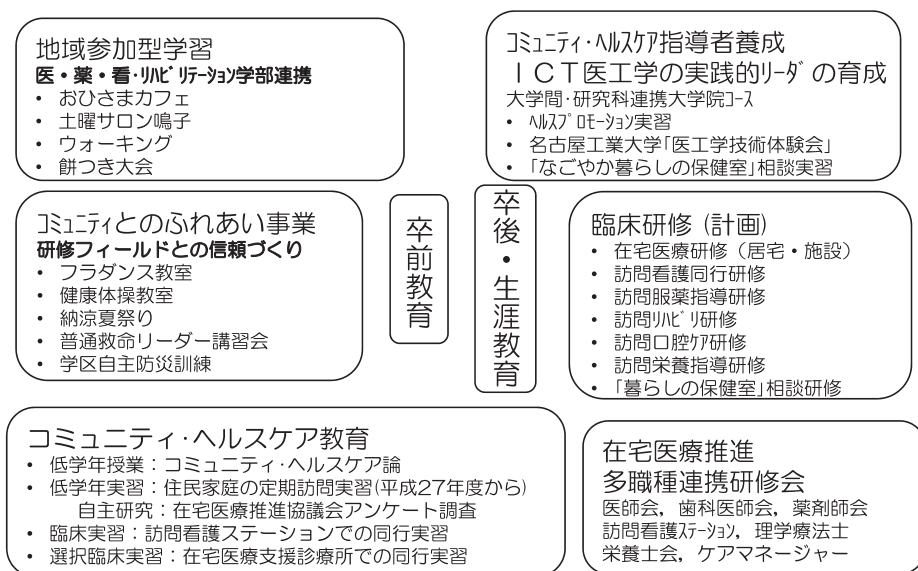 地域参加型学習
医・薬・看・ﾘﾊﾋﾞﾘﾃｰｼｮﾝ学部連携
• おひさまカフェ
• 土曜サロン鳴子
• ウォーキング
• 餅つき大会
ｺﾐｭﾆﾃｨとのふれあい事業
研修フィールドとの信頼づくり
• フラダンス教室
• 健康体操教室
• 納涼夏祭り
• 普通救命リーダー講習会
• 学区自主防災訓練
コミュニティ・ヘルスケア教育
• 低学年授業：コミュニティ・ヘルスケア論
• 低学年実習：住民家庭の定期訪問実習(平成27年度から)
自主研究：在宅医療推進協議会アンケート調査
• 臨床実習：訪問看護ステーションでの同行実習
• 選択臨床実習：在宅医療支援診療所での同行実習
卒前教育
卒後・生涯教育
ｺﾐｭﾆﾃｨ・ﾍﾙｽｹｱ指導者養成
ＩＣＴ医工学の実践的ﾘｰﾀﾞの育成
大学間・研究科連携大学院ｺｰｽ
• ﾍﾙｽﾌﾟﾛﾓｰｼｮﾝ実習
• 名古屋工業大学｢医工学技術体験会｣
•｢なごやか暮らしの保健室｣相談実習
臨床研修 (計画)
• 在宅医療研修（居宅・施設）
• 訪問看護同行研修
• 訪問服薬指導研修
• 訪問ﾘﾊﾋﾞﾘ研修
• 訪問口腔ｹｱ研修
• 訪問栄養指導研修
•｢暮らしの保健室｣相談研修
在宅医療推進
多職種連携研修会
医師会，歯科医師会，薬剤師会
訪問看護ｽﾃｰｼｮﾝ，理学療法士
栄養士会，ケアマネージャー